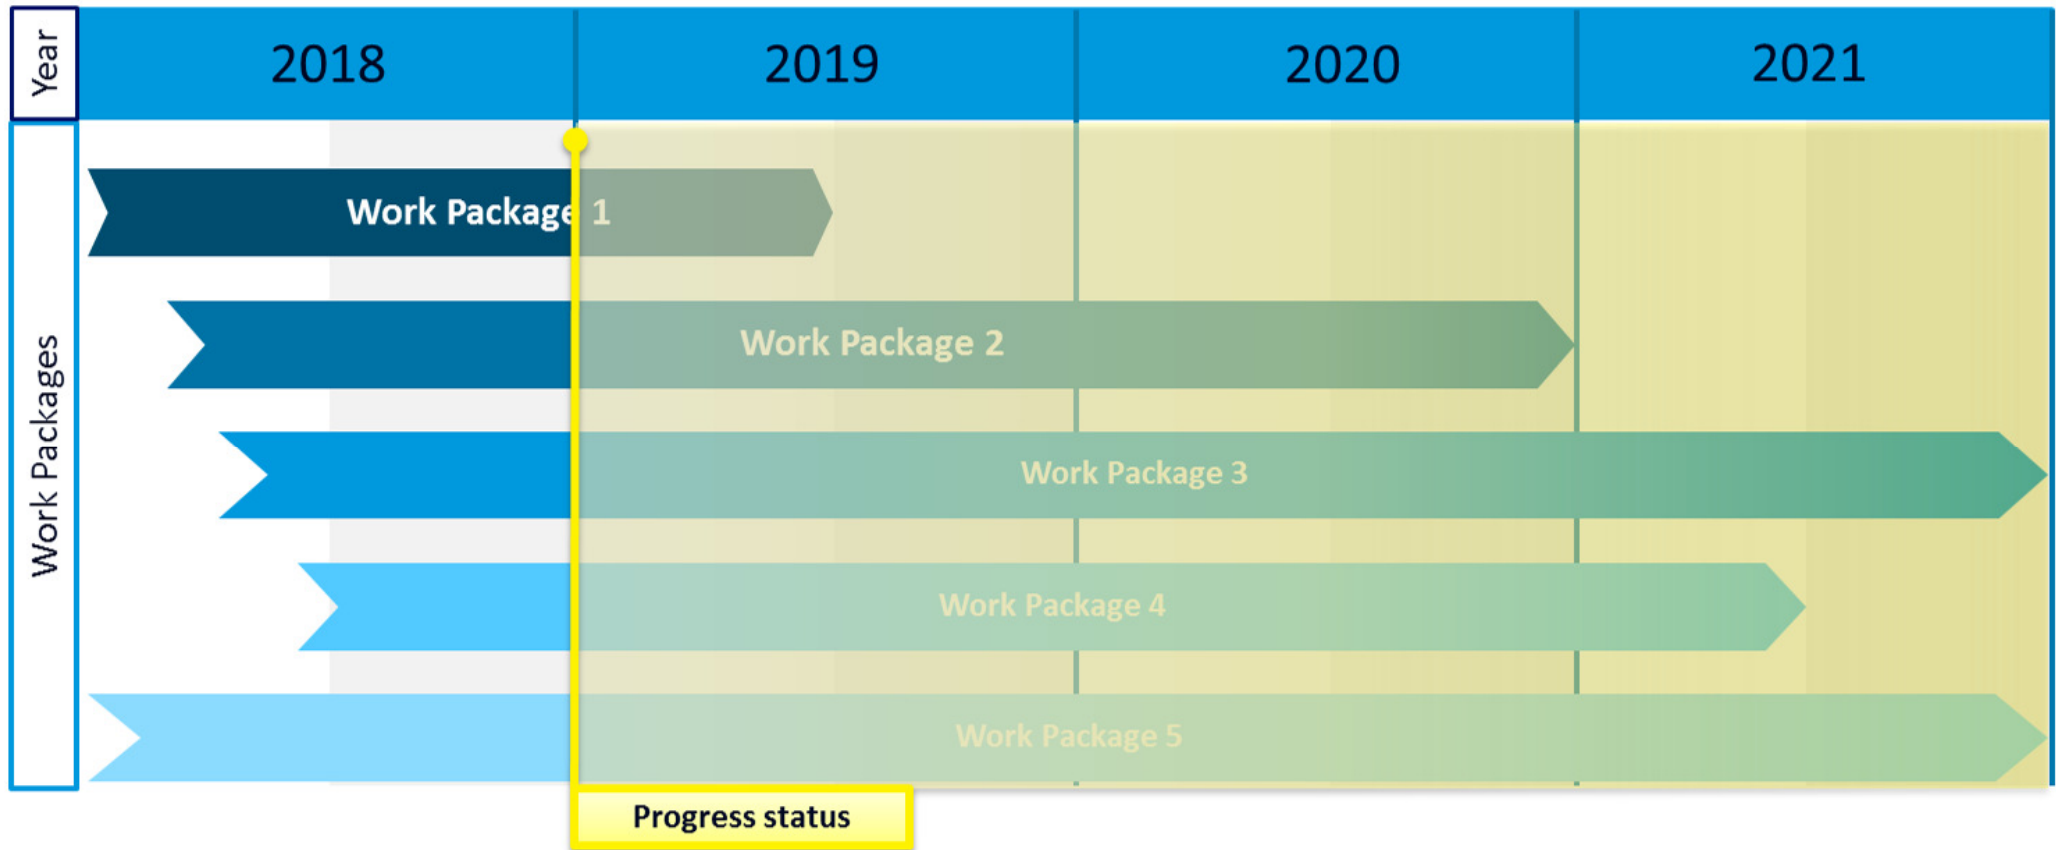 Year
2018
2019
2020
2021
Work Packages
Work Package 1
Work Package 2
Work Package 3
Work Package 4
Work Package 5
Progress status